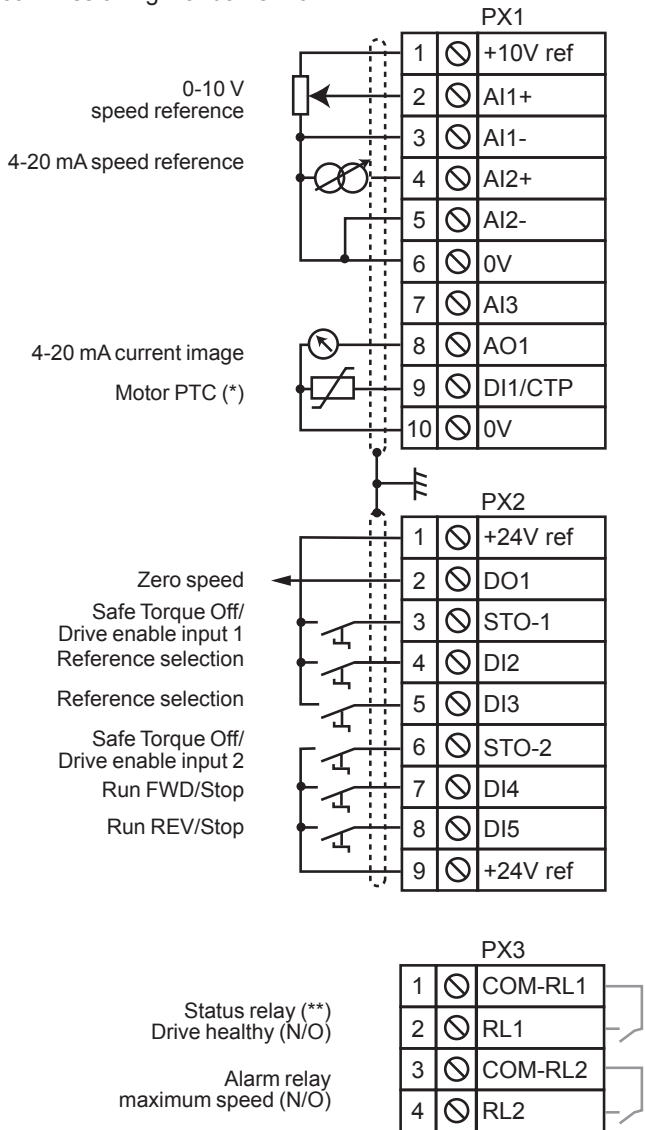 PX1
1 +10V ref
0-10 V
speed reference
2 AI1+
3 AI1-
4-20 mA speed reference
4 AI2+
5 AI2-
6 0V
7 AI3
4-20 mA current image
8 AO1
Motor PTC (*)
9 DI1/CTP
10 0V
PX2
1 +24V ref
Zero speed
2 DO1
Safe Torque Off/
Drive enable input 1
3 STO-1
Reference selection
4 DI2
Reference selection
5 DI3
Safe Torque Off/
Drive enable input 2
6 STO-2
Run FWD/Stop
7 DI4
Run REV/Stop
8 DI5
9 +24V ref
PX3
1 COM-RL1
Status relay (**)
Drive healthy (N/O)
2 RL1
3 COM-RL2
Alarm relay
maximum speed (N/O)
4 RL2